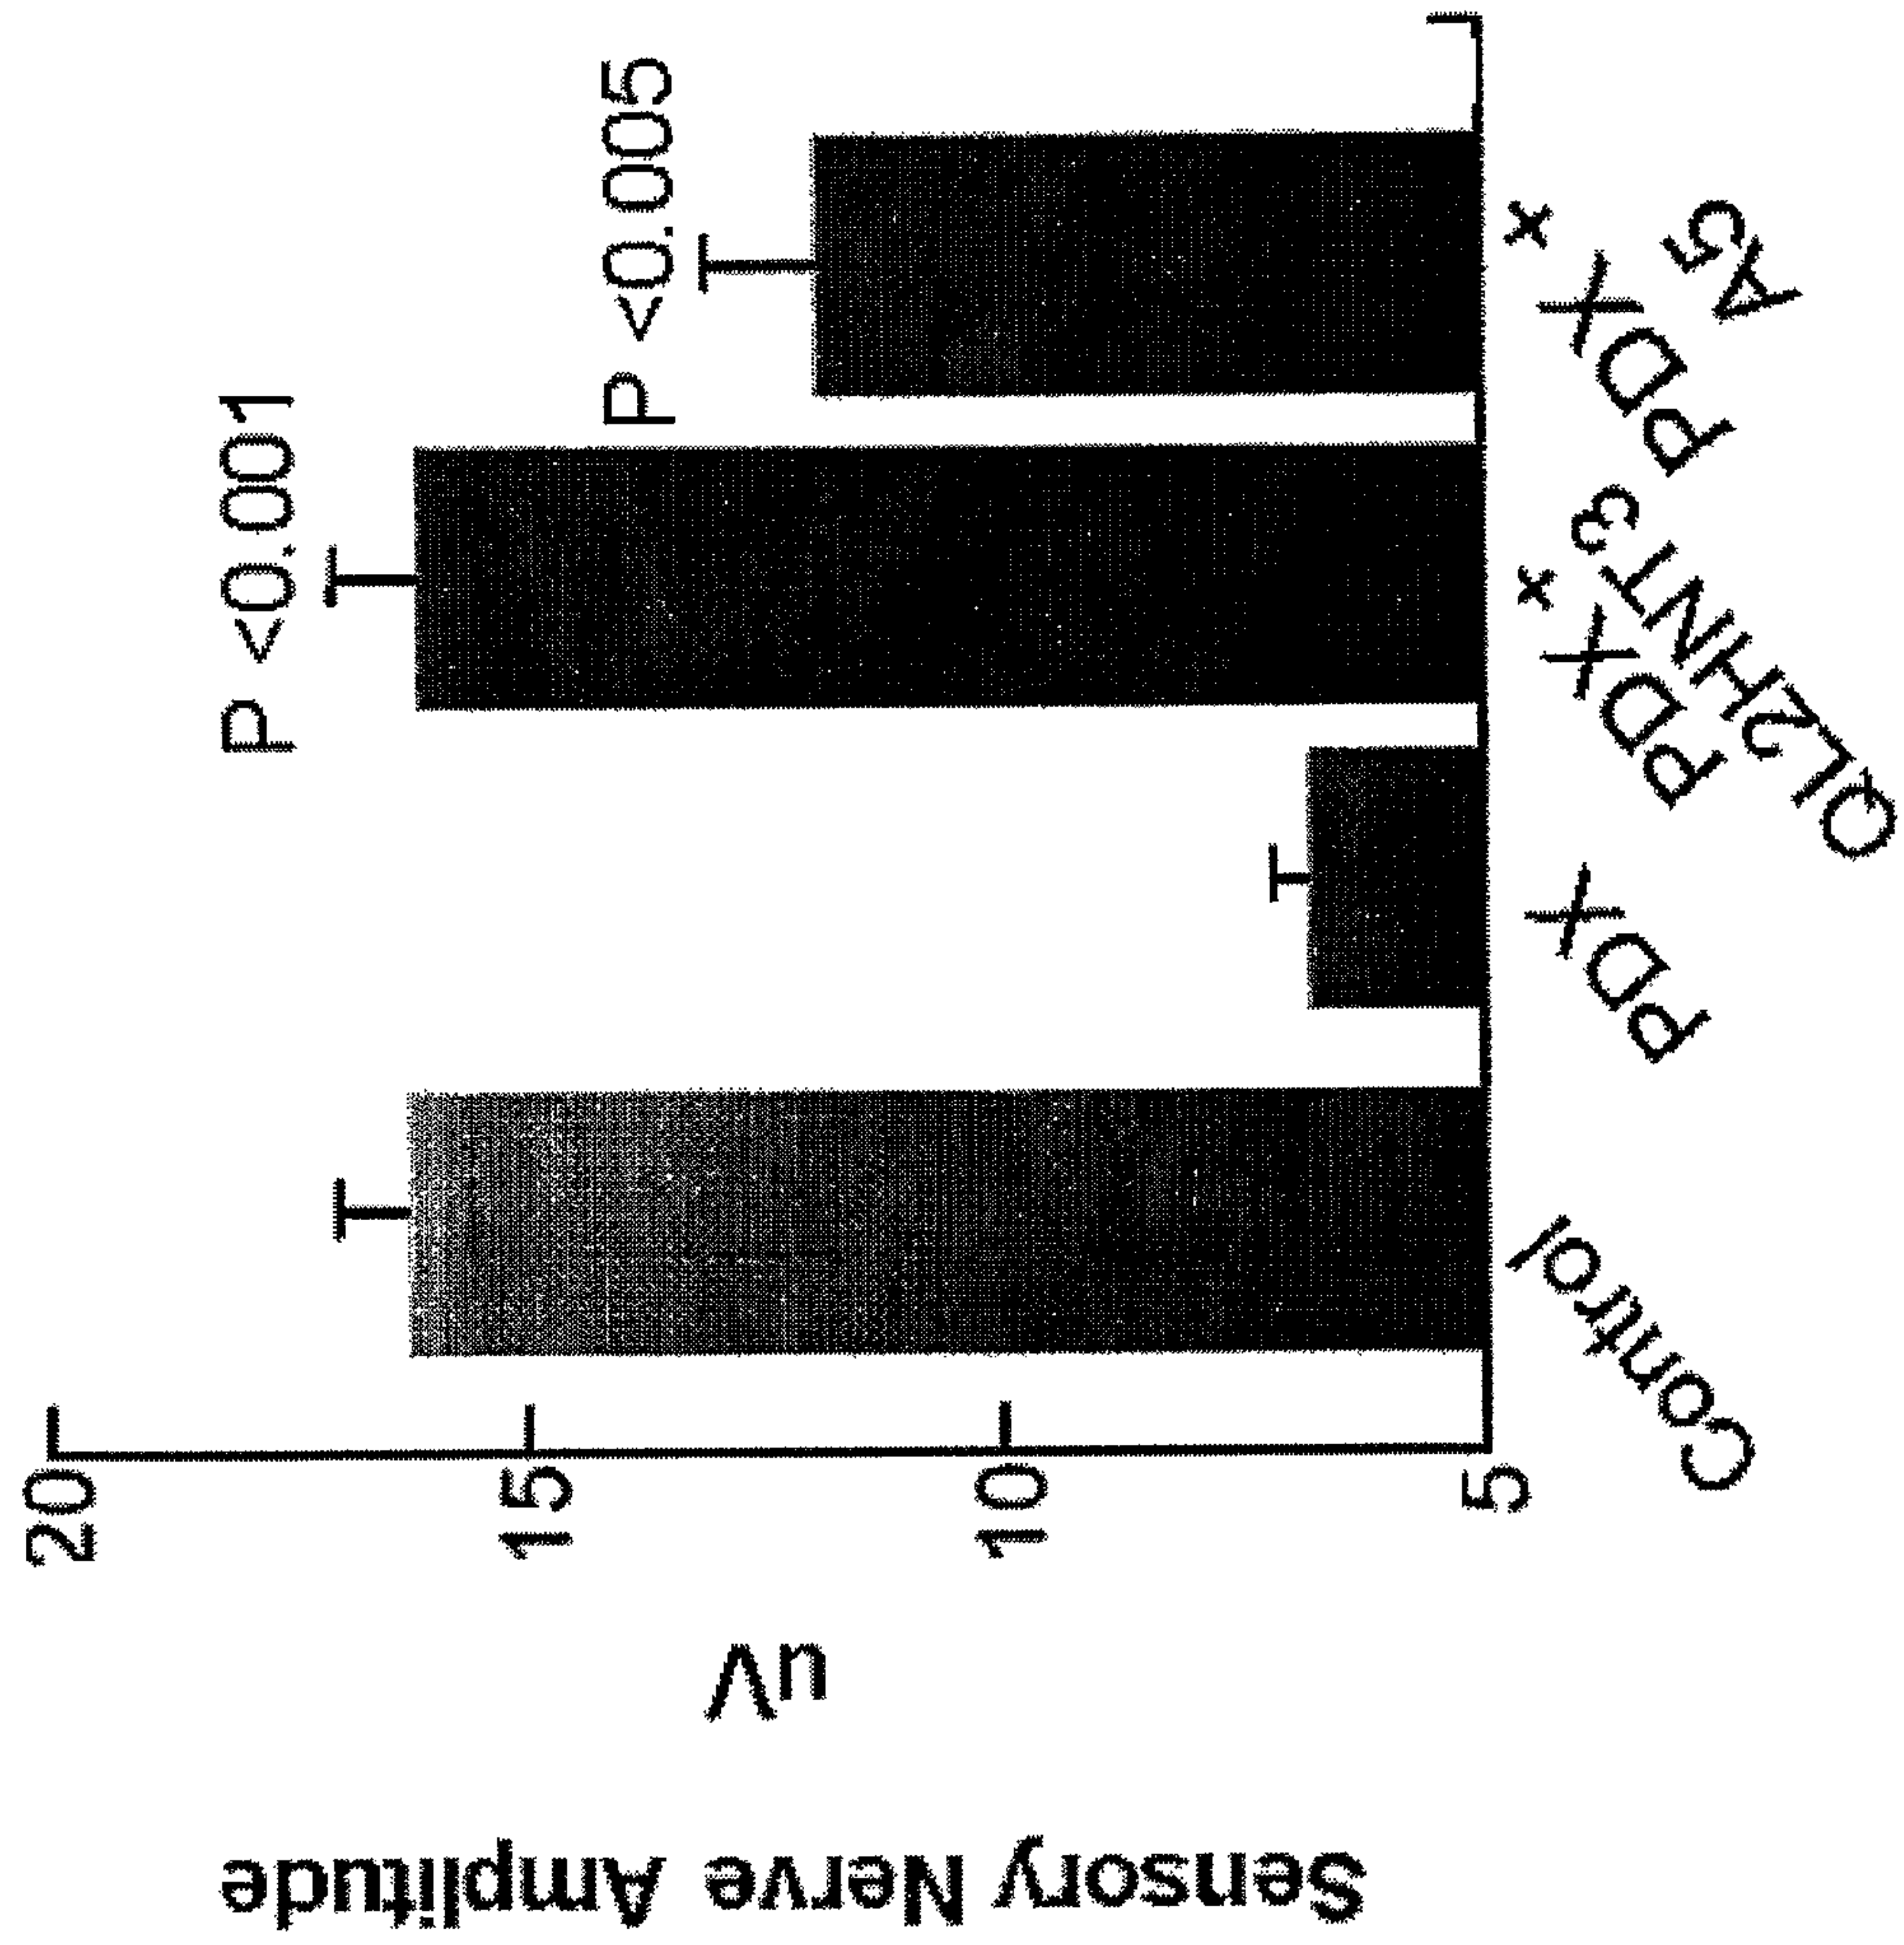 Sensory Nerve Amplitude
uV
20
15
10
5
P <0.001
P <0.005
Control
PDX
PDX +
QL2HNT3
PDX +
A5